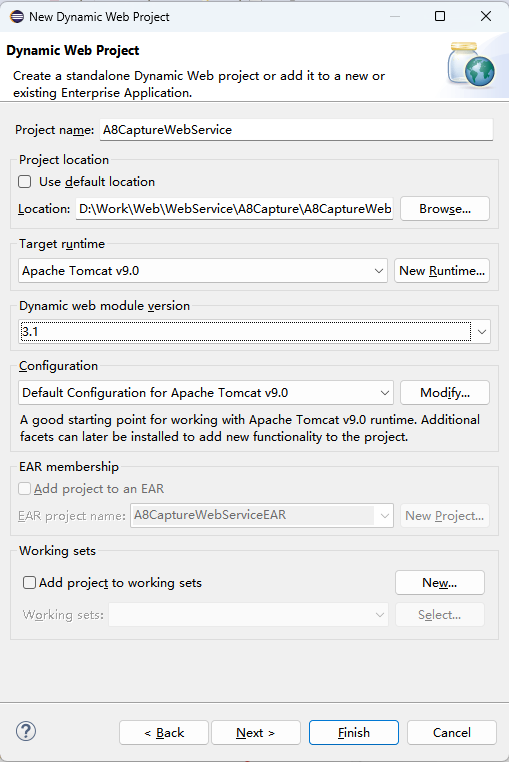 New Dynamic Web Project
Dynamic Web Project
Create a standalone Dynamic Web project or add it to a new or
existing Enterprise Application.
Project name: A8CaptureWebService
Project location
Use default location
Location: D:\Work\Web\WebService\A8Capture\A8CaptureWeb Browse...
Target runtime
Apache Tomcat v9.0 New Runtime...
Dynamic web module version
3.1
Configuration
Default Configuration for Apache Tomcat v9.0 Modify...
A good starting point for working with Apache Tomcat v9.0 runtime. Additional
facets can later be installed to add new functionality to the project.
EAR membership
Add project to an EAR
EAR project name: A8CaptureWebServiceEAR New Project...
Working sets
Add project to working sets New...
Working sets: Select...
? < Back Next > Finish Cancel